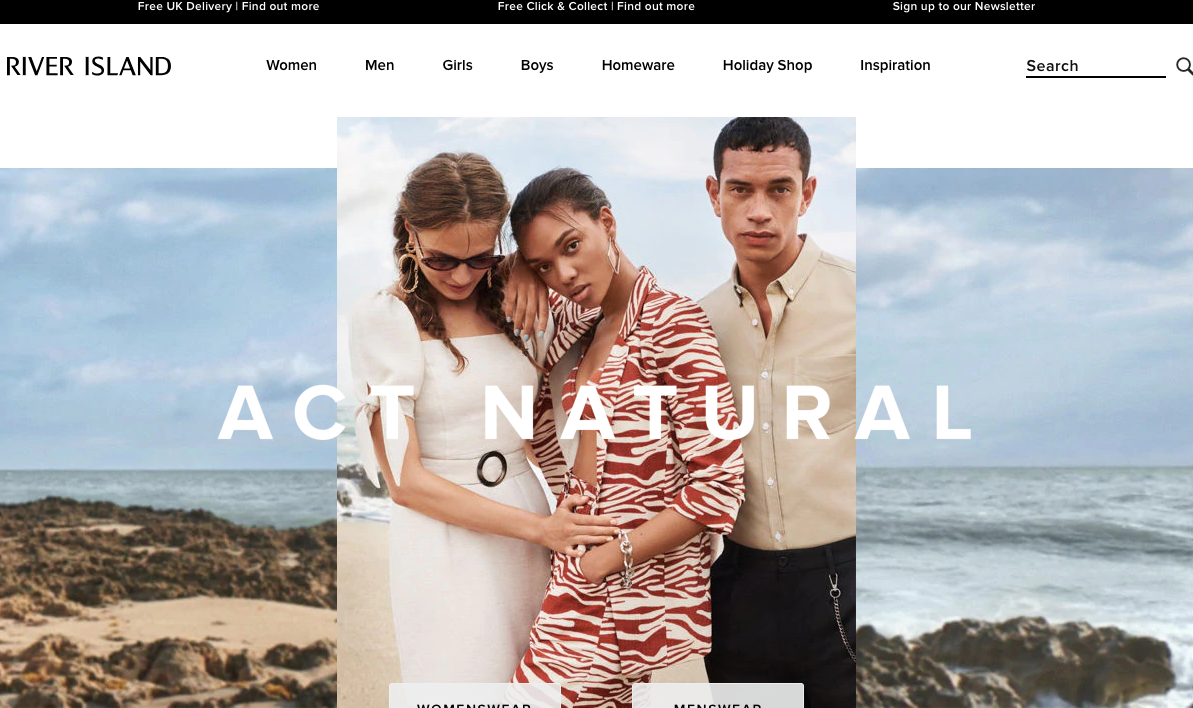 Free UK Delivery | Find out more
Free Click & Collect | Find out more
Sign up to our Newsletter
RIVER ISLAND
Women
Men
Girls
Boys
Homeware
Holiday Shop
Inspiration
Search
ACT NATURAL
WOMENSWEAR
MENSWEAR